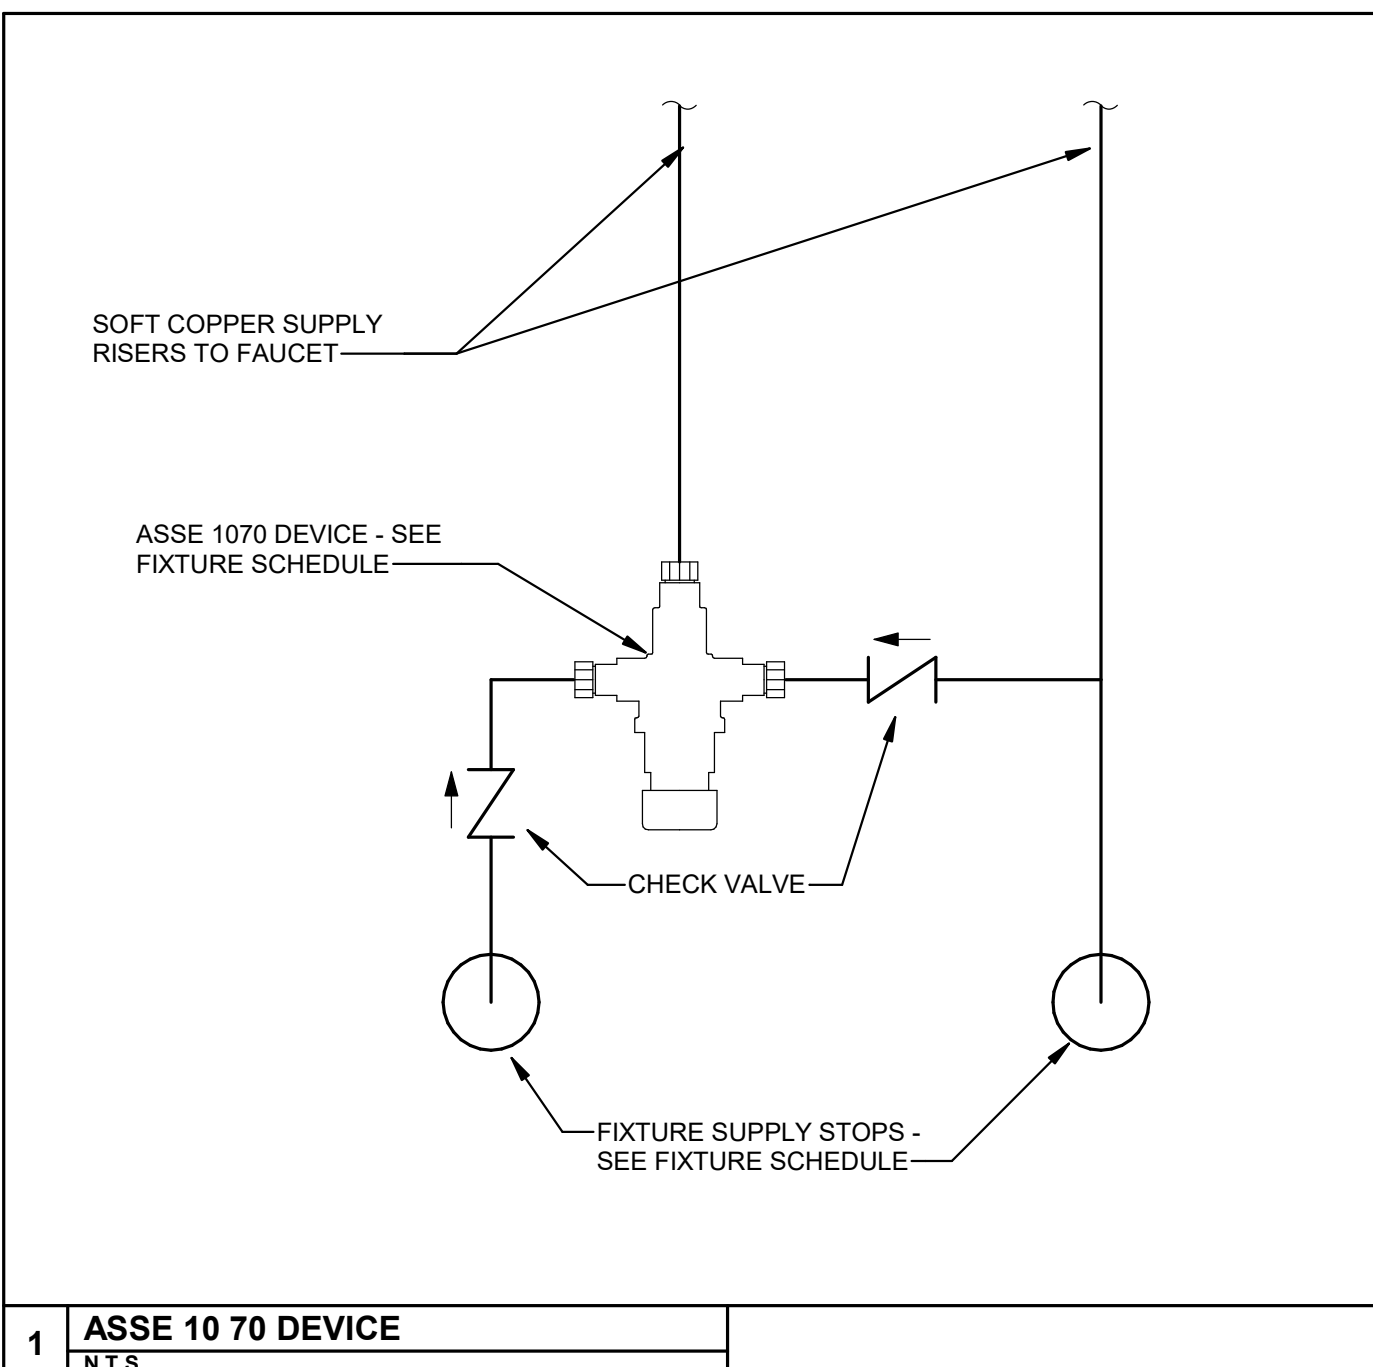 SOFT COPPER SUPPLY
RISERS TO FAUCET
ASSE 1070 DEVICE - SEE
FIXTURE SCHEDULE
CHECK VALVE
FIXTURE SUPPLY STOPS -
SEE FIXTURE SCHEDULE
1
ASSE 10 70 DEVICE
N.T.S.